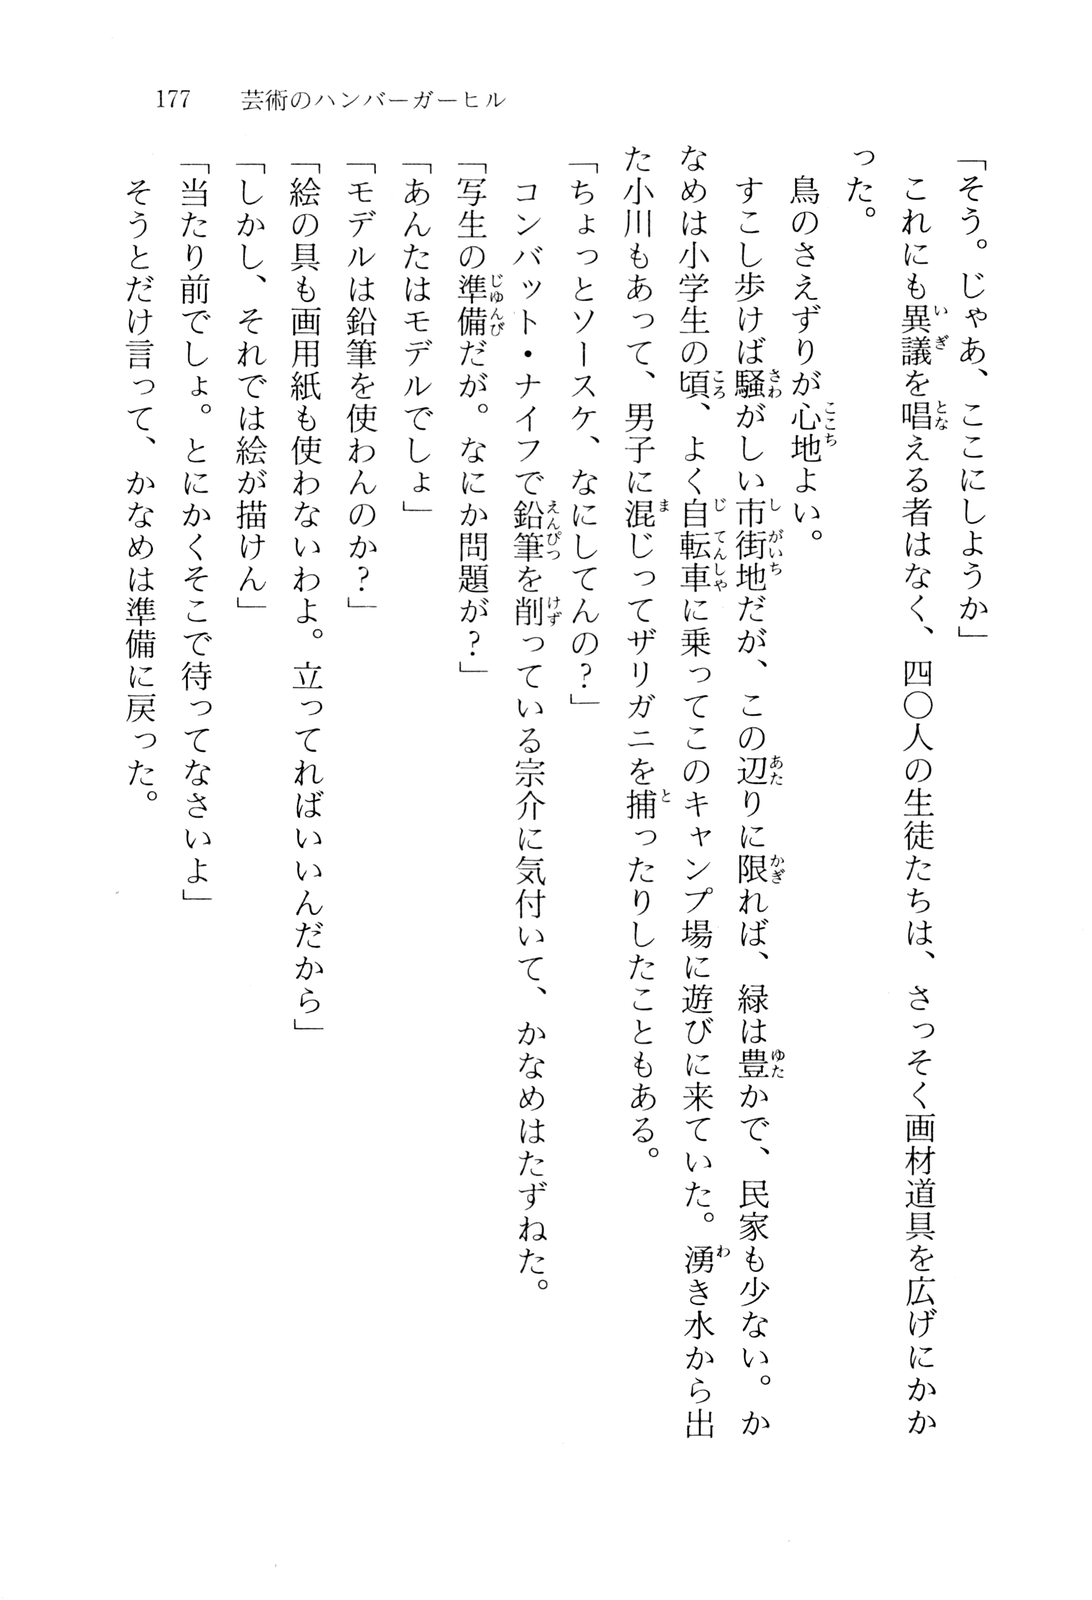 177　芸術のハンバーガーヒル
「そう。じゃあ、ここにしようか」
　これにも異議を唱える者はなく、四〇人の生徒たちは、さっそく画材道具を広げにかか
った。
　鳥のさえずりが心地よい。
　すこし歩けば騒がしい市街地だが、この辺りに限れば、緑は豊かで、民家も少ない。か
なめは小学生の頃、よく自転車に乗ってこのキャンプ場に遊びに来ていた。湧き水から出
た小川もあって、男子に混じってザリガニを捕ったりしたこともある。
「ちょっとソースケ、なにしてんの？」
　コンバット・ナイフで鉛筆を削っている宗介に気付いて、かなめはたずねた。
「写生の準備だが。なにか問題が？」
「あんたはモデルでしょ」
「モデルは鉛筆を使わんのか？」
「絵の具も画用紙も使わないわよ。立ってればいいんだから」
「しかし、それでは絵が描けん」
「当たり前でしょ。とにかくそこで待ってなさいよ」
　そうとだけ言って、かなめは準備に戻った。